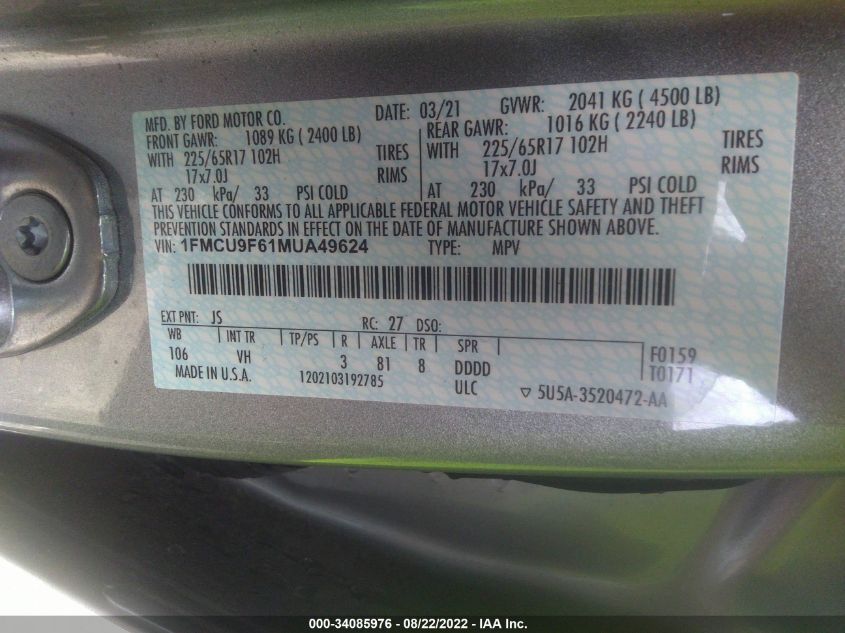 MFD. BY FORD MOTOR CO.
DATE: 03/21 GVWR: 2041 KG ( 4500 LB)
FRONT GAWR: 1089 KG ( 2400 LB)
REAR GAWR: 1016 KG ( 2240 LB)
WITH 225/65R17 102H TIRES
WITH 225/65R17 102H TIRES
17x7.0J RIMS
17x7.0J RIMS
AT 230 kPa/ 33 PSI COLD
AT 230 kPa/ 33 PSI COLD
THIS VEHICLE CONFORMS TO ALL APPLICABLE FEDERAL MOTOR VEHICLE SAFETY AND THEFT
PREVENTION STANDARDS IN EFFECT ON THE DATE OF MANUFACTURE SHOWN ABOVE.
VIN: 1FMCU9F61MUA49624 TYPE: MPV
EXT PNT: JS RC: 27 DSO:
WB INT TR TP/PS R AXLE TR SPR
106 VH 3 81 8 DDDD F0159
MADE IN U.S.A. 1202103192785 ULC T0171
▽ 5U5A-3520472-AA
000-34085976 - 08/22/2022 - IAA Inc.